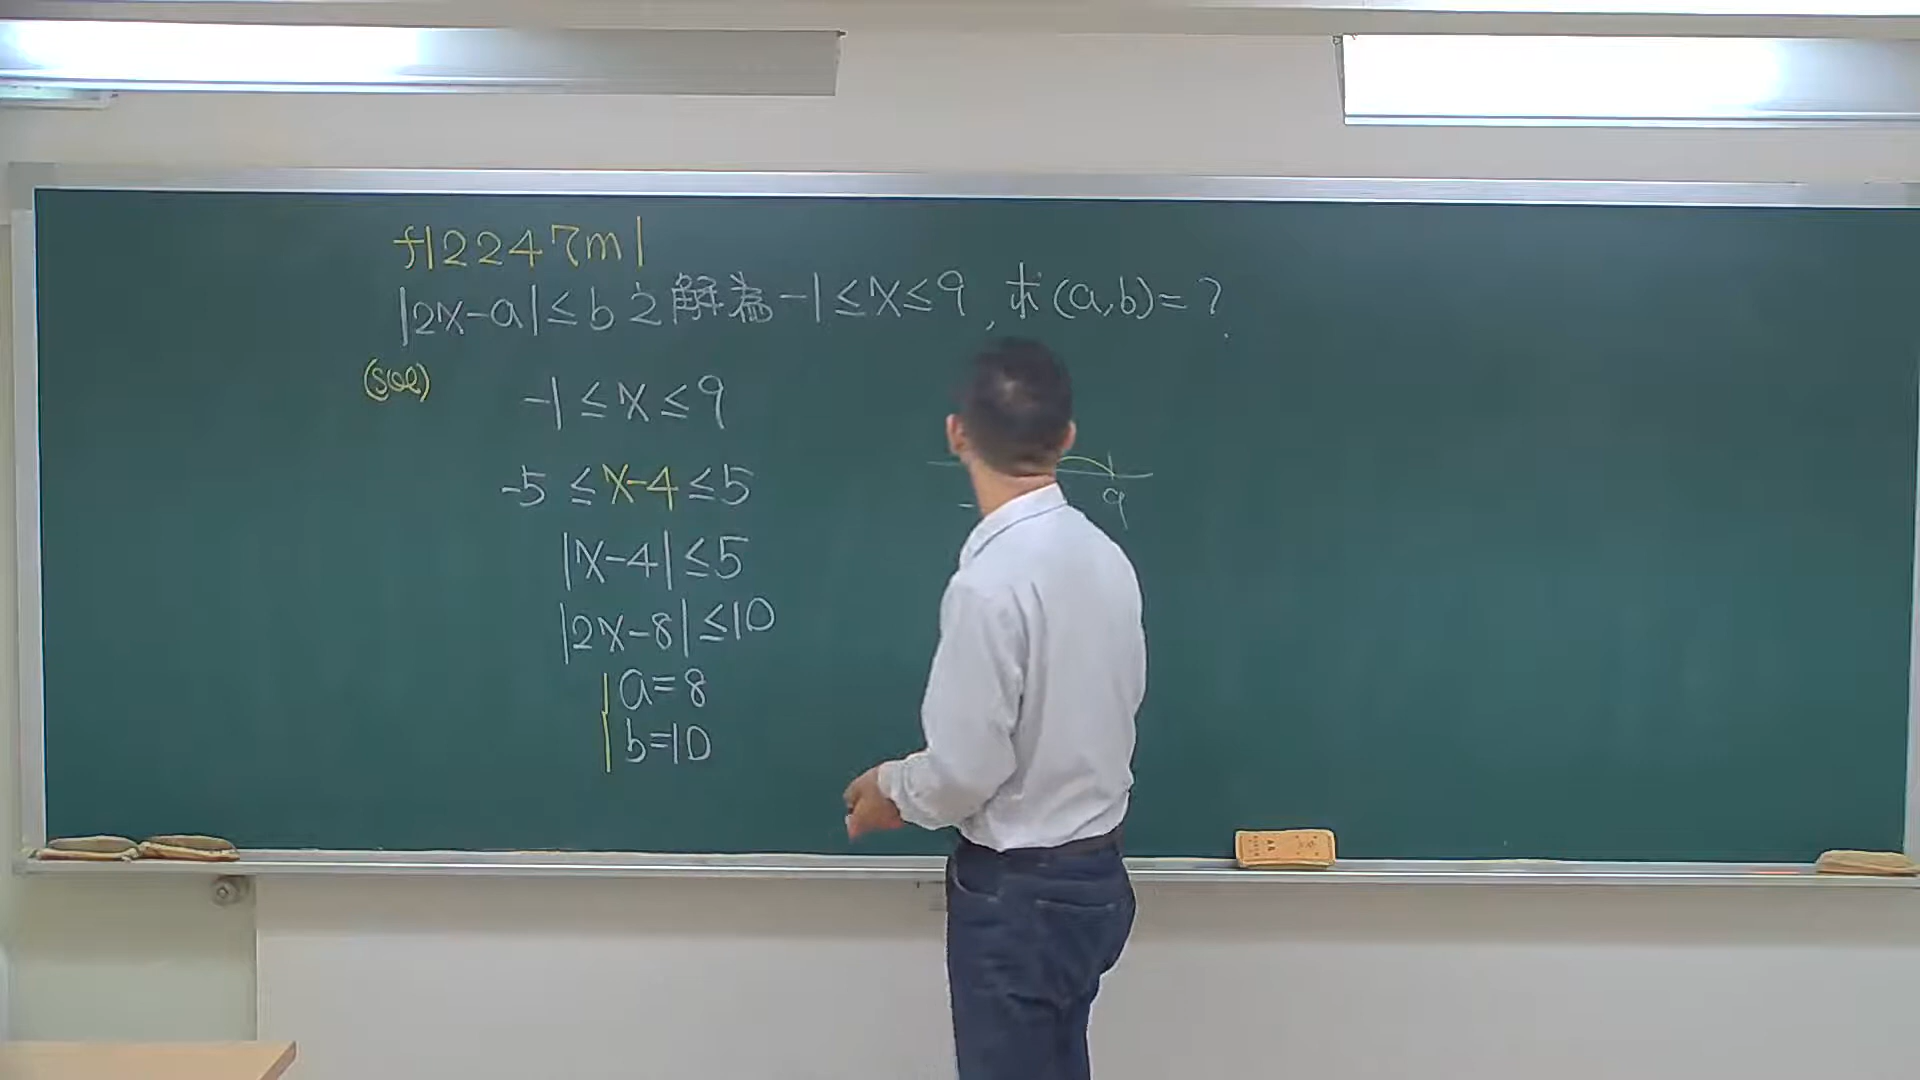 f112247m1
|2x-a|≤b之解為-1≤x≤9,求(a,b)=?
(sol)
-1≤x≤9
-5≤x-4≤5
|x-4|≤5
|2x-8|≤10
a=8
b=10
9